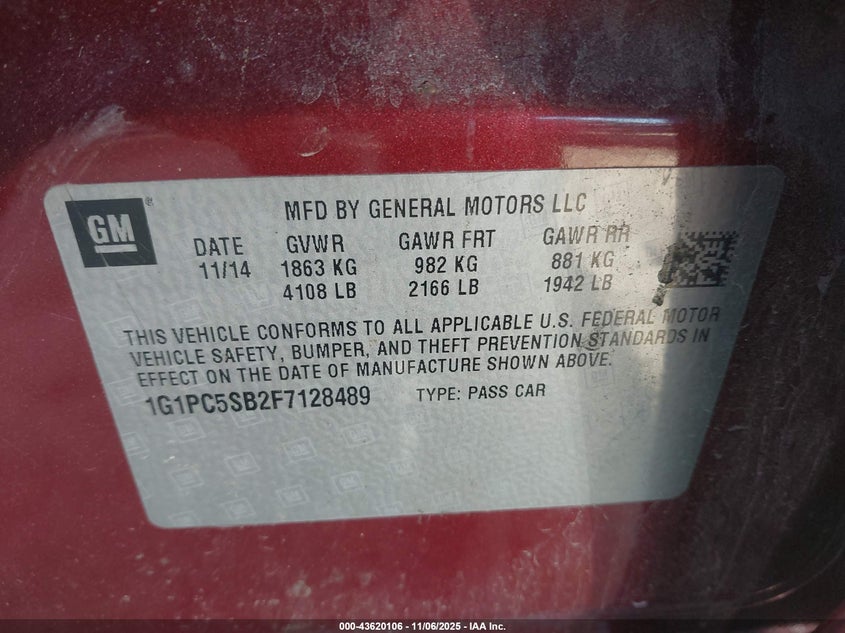 GM
MFD BY GENERAL MOTORS LLC
DATE GVWR GAWR FRT GAWR RR
11/14 1863 KG 982 KG 881 KG
4108 LB 2166 LB 1942 LB
THIS VEHICLE CONFORMS TO ALL APPLICABLE U.S. FEDERAL MOTOR
VEHICLE SAFETY, BUMPER, AND THEFT PREVENTION STANDARDS IN
EFFECT ON THE DATE OF MANUFACTURE SHOWN ABOVE.
1G1PC5SB2F7128489 TYPE: PASS CAR
000-43620106 - 11/06/2025 - IAA Inc.